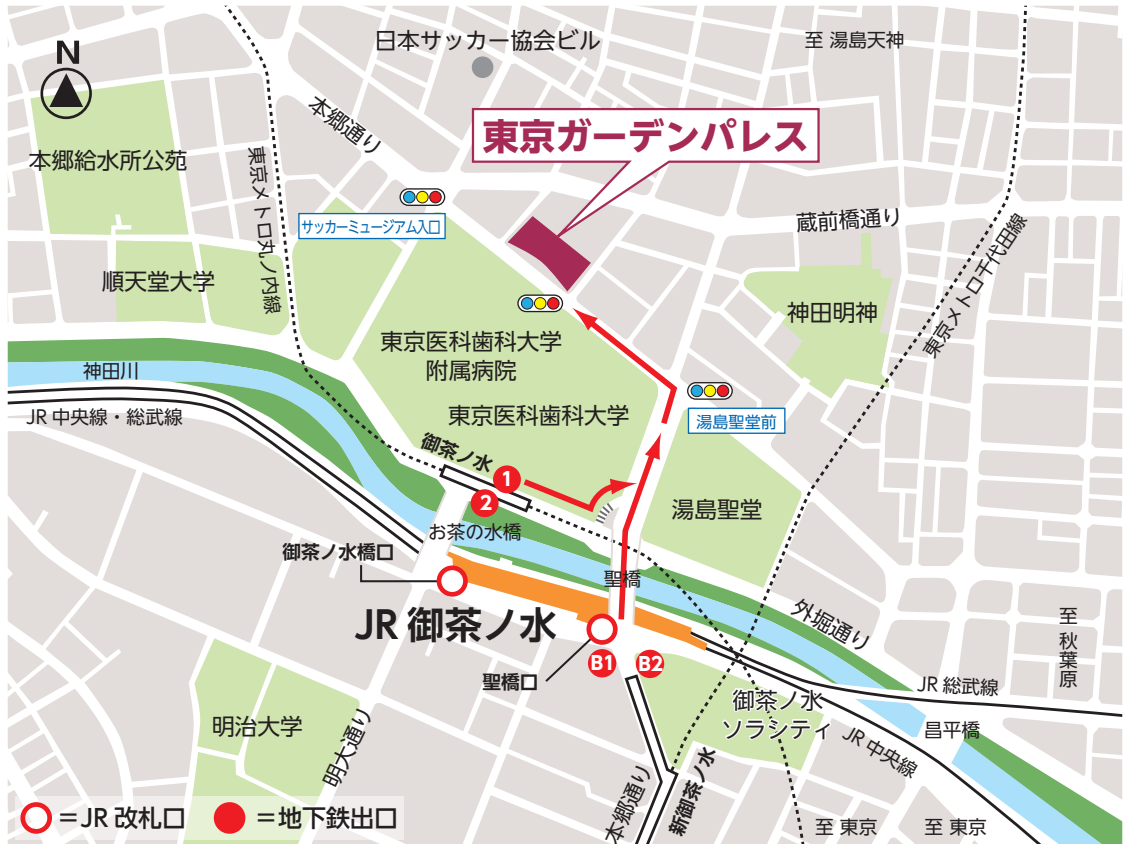 日本サッカー協会ビル
至 湯島天神
N
本郷通り
東京ガーデンパレス
本郷給水所公苑
東京メトロ丸ノ内線
サッカーミュージアム入口
蔵前橋通り
東京メトロ千代田線
順天堂大学
神田明神
東京医科歯科大学
附属病院
神田川
JR 中央線・総武線
東京医科歯科大学
湯島聖堂前
御茶ノ水
1
2
湯島聖堂
お茶の水橋
御茶ノ水橋口
聖橋
JR 御茶ノ水
外堀通り
至 秋葉原
B1
B2
聖橋口
JR 総武線
御茶ノ水
ソラシティ
JR 中央線
昌平橋
明治大学
明大通り
本郷通り
新御茶ノ水
=JR 改札口
=地下鉄出口
至 東京
至 東京